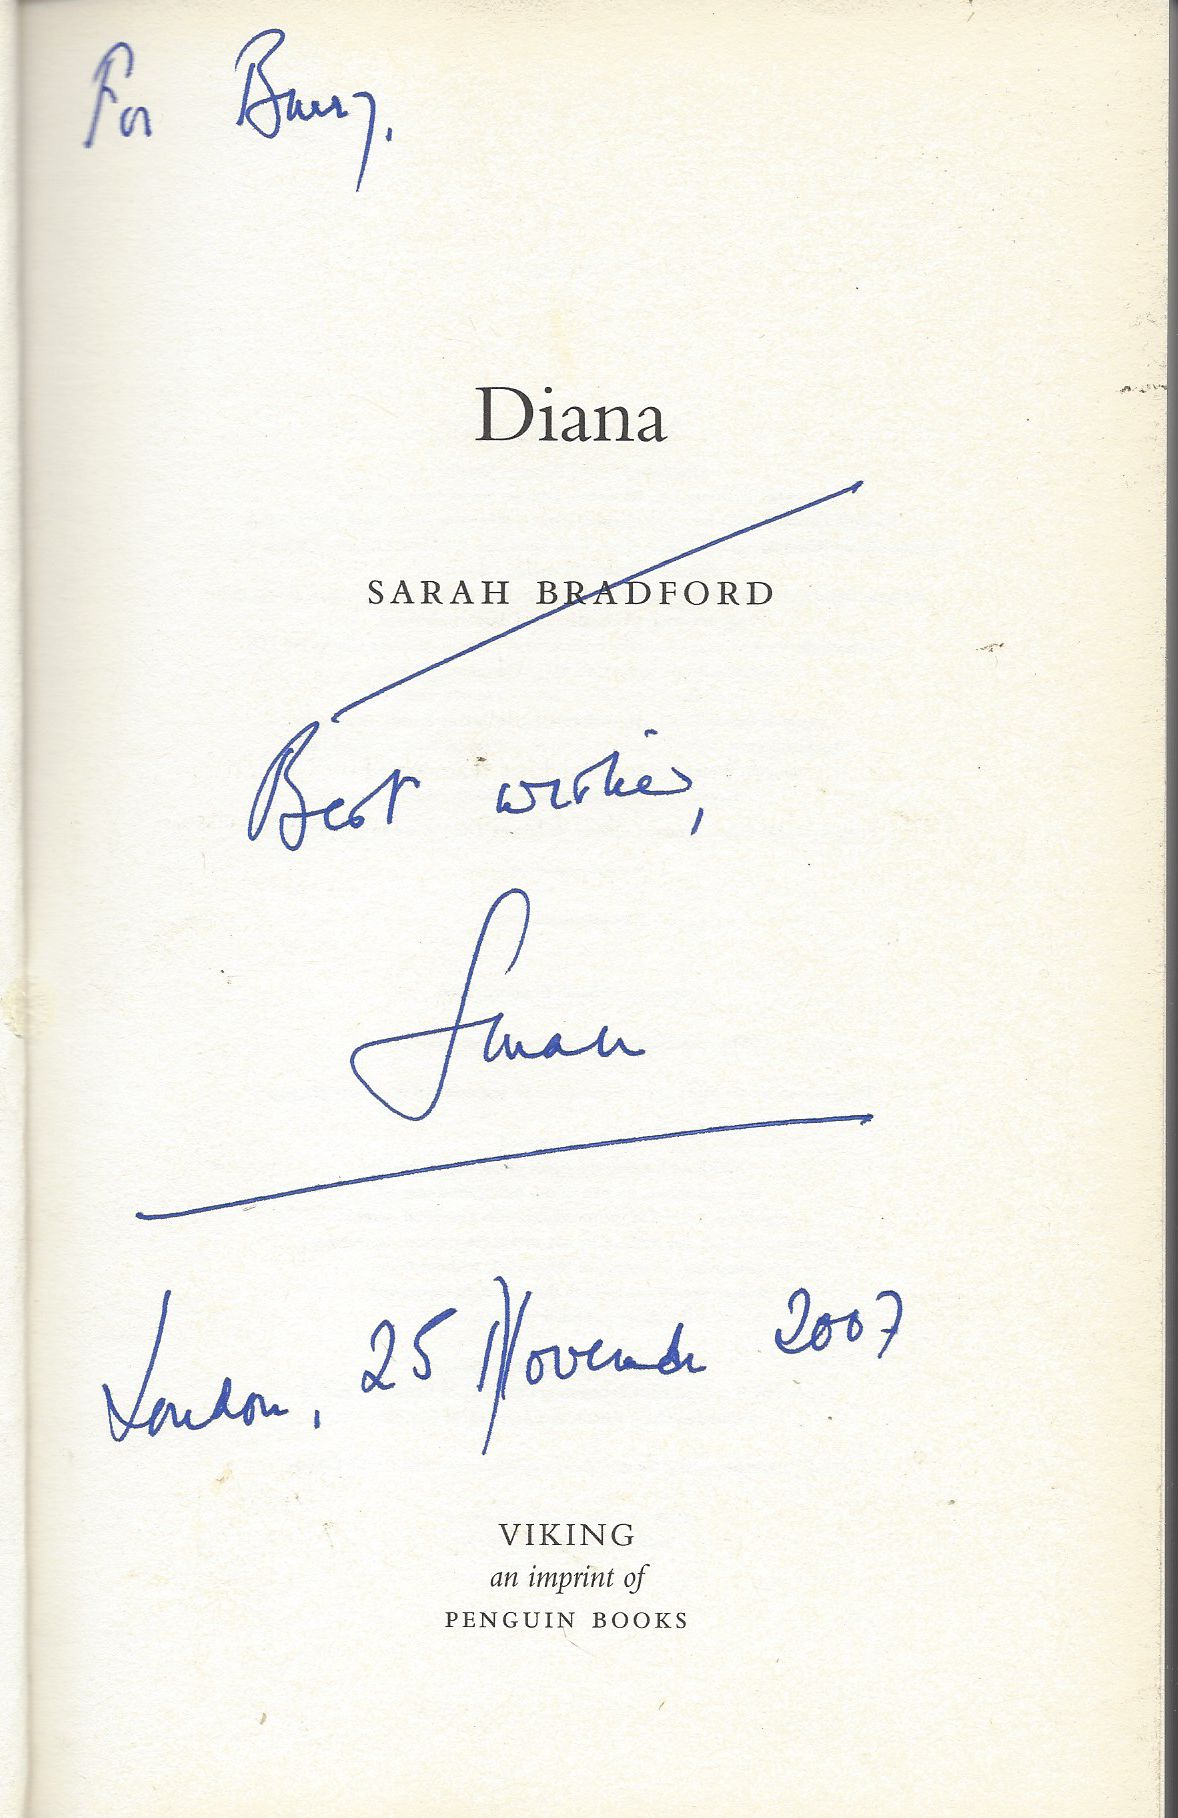 For Barry,
Diana
SARAH BRADFORD
Best wishes,
Sarah
London, 25 November 2007
VIKING
an imprint of
PENGUIN BOOKS